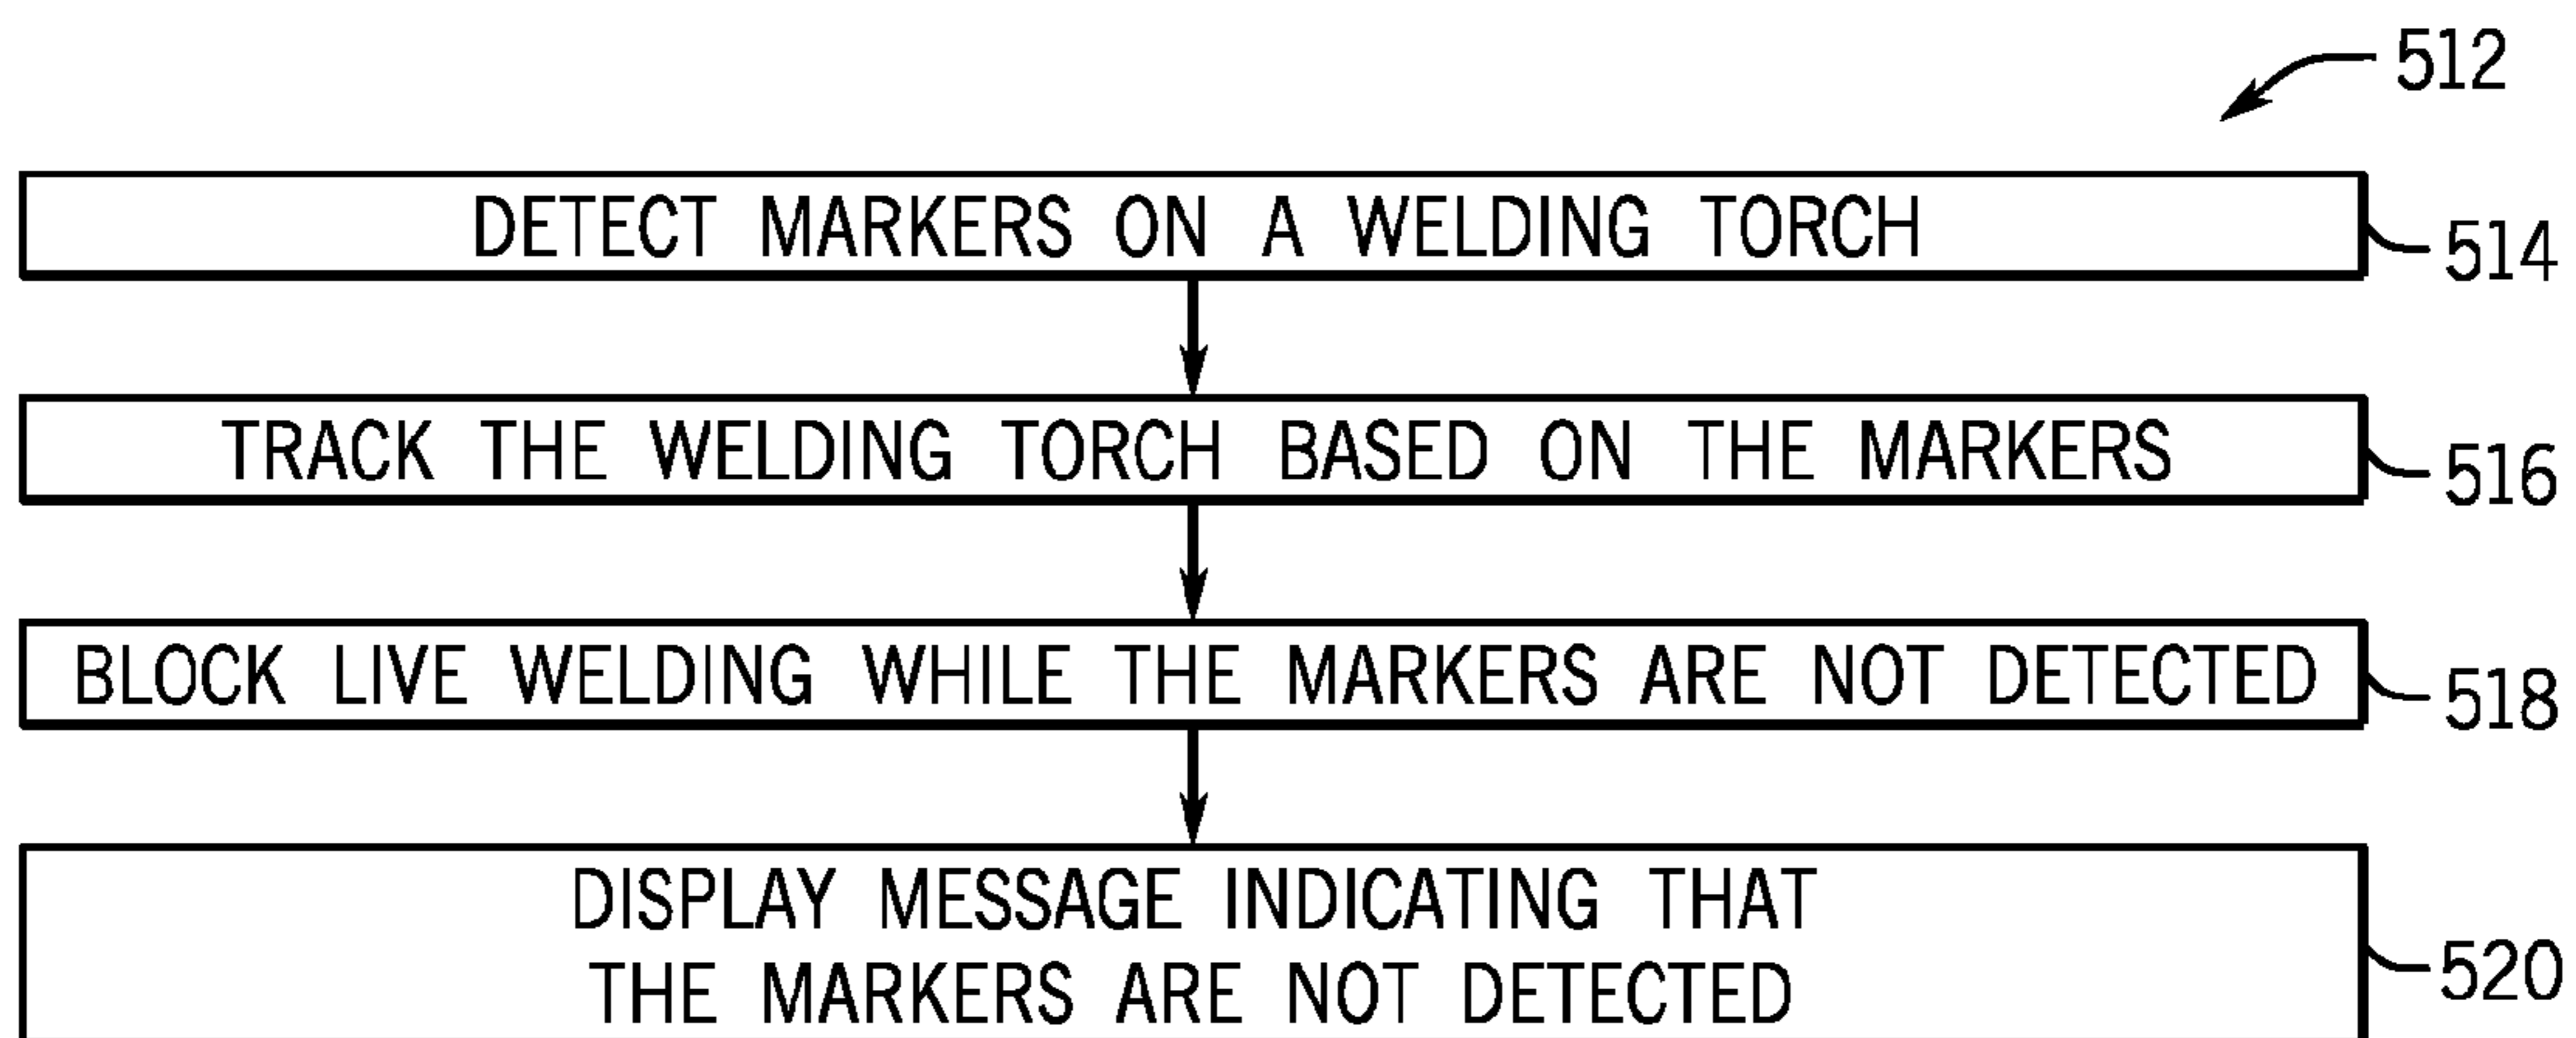 512
DETECT MARKERS ON A WELDING TORCH
514
TRACK THE WELDING TORCH BASED ON THE MARKERS
516
BLOCK LIVE WELDING WHILE THE MARKERS ARE NOT DETECTED
518
DISPLAY MESSAGE INDICATING THAT
THE MARKERS ARE NOT DETECTED
520